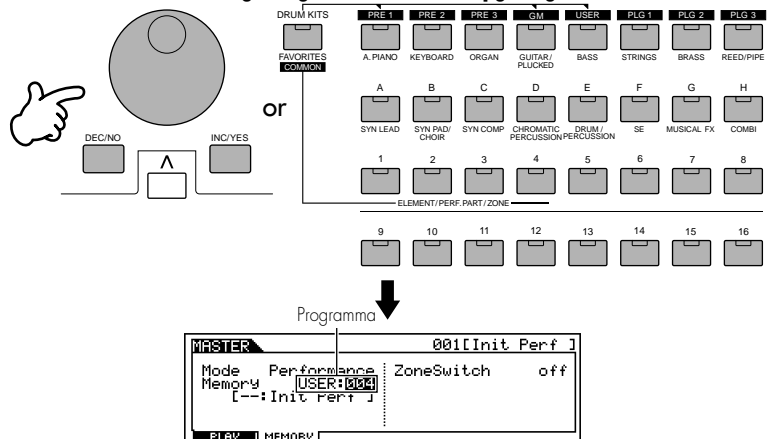 DRUM KITS PRE 1 PRE 2 PRE 3 GM USER PLG 1 PLG 2 PLG 3
FAVORITES A. PIANO KEYBOARD ORGAN GUITAR/ PLUCKED BASS STRINGS BRASS REED/PIPE
COMMON
or
A B C D E F G H
DEC/NO INC/YES
SYN LEAD SYN PAD/ CHOIR SYN COMP CHROMATIC PERCUSSION DRUM / PERCUSSION SE MUSICAL FX COMBI
1 2 3 4 5 6 7 8
ELEMENT/PERF. PART/ZONE
9 10 11 12 13 14 15 16
Programma
MASTER 001[Init Perf ]
Mode Performance ZoneSwitch off
Memory USER:004
[--:Init Perf ]
PLAY MEMORY